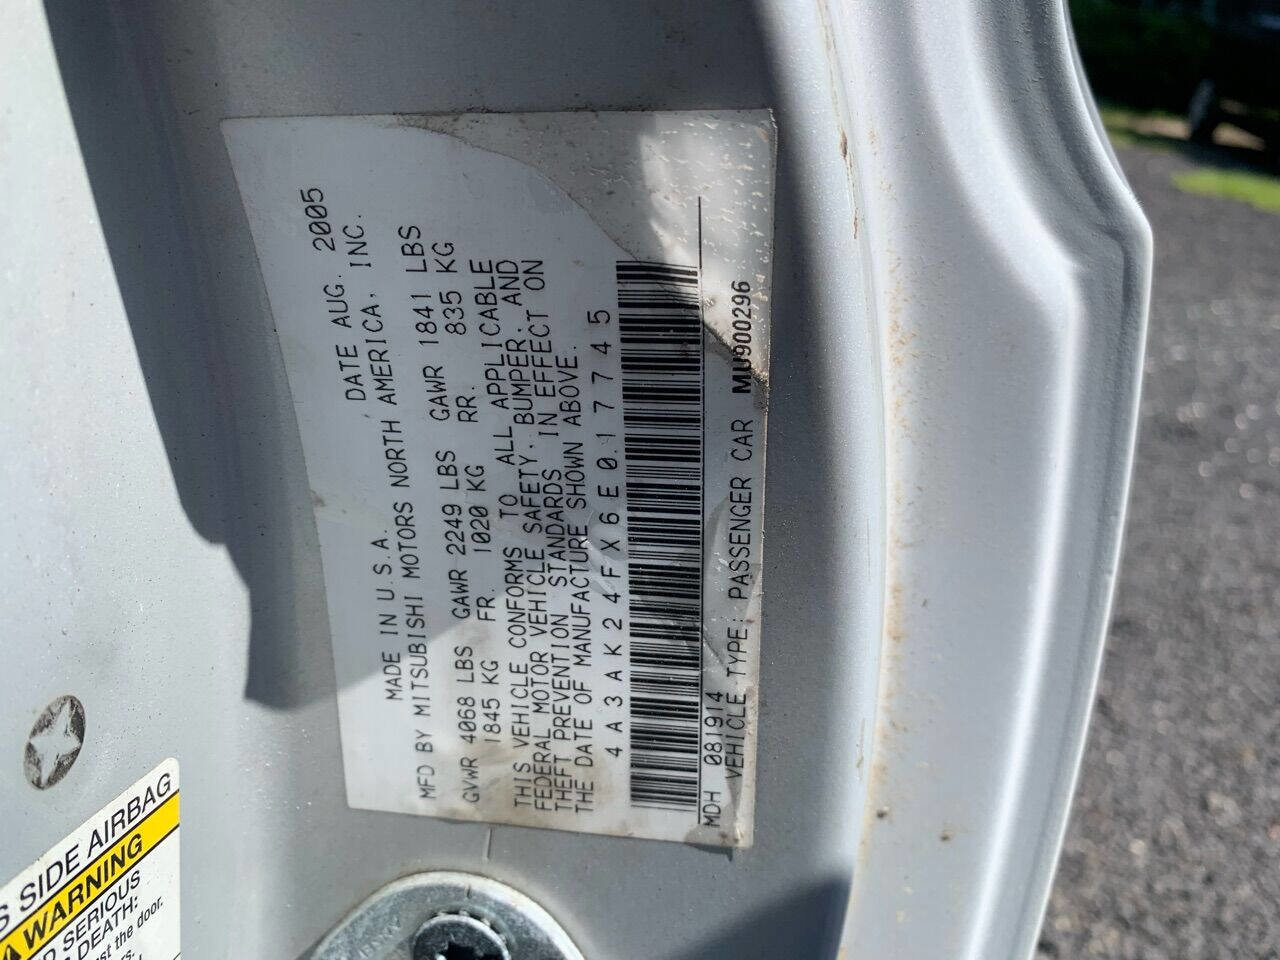 MADE IN U.S.A. DATE AUG. 2005
MFD BY MITSUBISHI MOTORS NORTH AMERICA, INC.
GVWR 4068 LBS GAWR 2249 LBS GAWR 1841 LBS
1845 KG FR. 1020 KG RR. 835 KG
THIS VEHICLE CONFORMS TO ALL APPLICABLE
FEDERAL MOTOR VEHICLE SAFETY, BUMPER, AND
THEFT PREVENTION STANDARDS IN EFFECT ON
THE DATE OF MANUFACTURE SHOWN ABOVE.
4A3AK24FX6E017745
MDH 081914
VEHICLE TYPE: PASSENGER CAR MU900296
SIDE AIRBAG
WARNING
SERIOUS
DEATH:
the door.